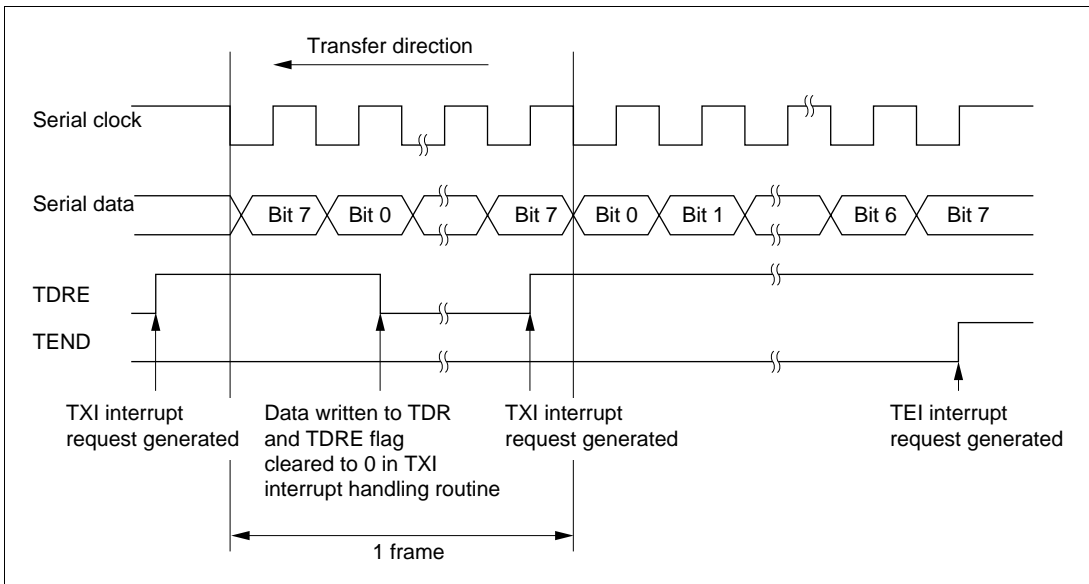 Transfer direction
Serial clock
Serial data
Bit 7
Bit 0
Bit 7
Bit 0
Bit 1
Bit 6
Bit 7
TDRE
TEND
TXI interrupt
request generated
Data written to TDR
and TDRE flag
cleared to 0 in TXI
interrupt handling routine
TXI interrupt
request generated
TEI interrupt
request generated
1 frame